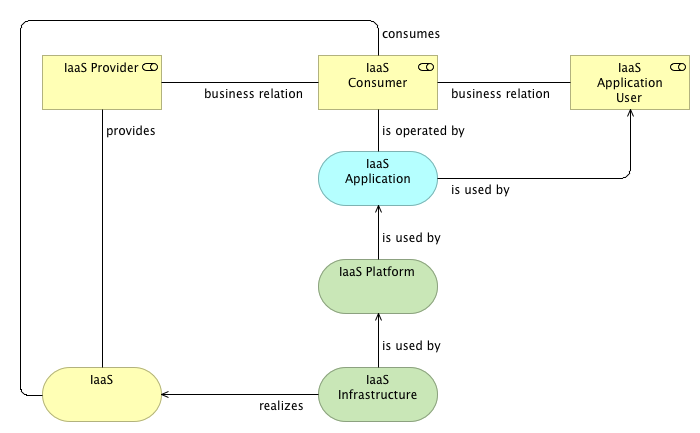 consumes
IaaS Provider
IaaS
Consumer
IaaS
Application
User
business relation
business relation
provides
is operated by
IaaS
Application
is used by
is used by
IaaS Platform
is used by
IaaS
IaaS
Infrastructure
realizes